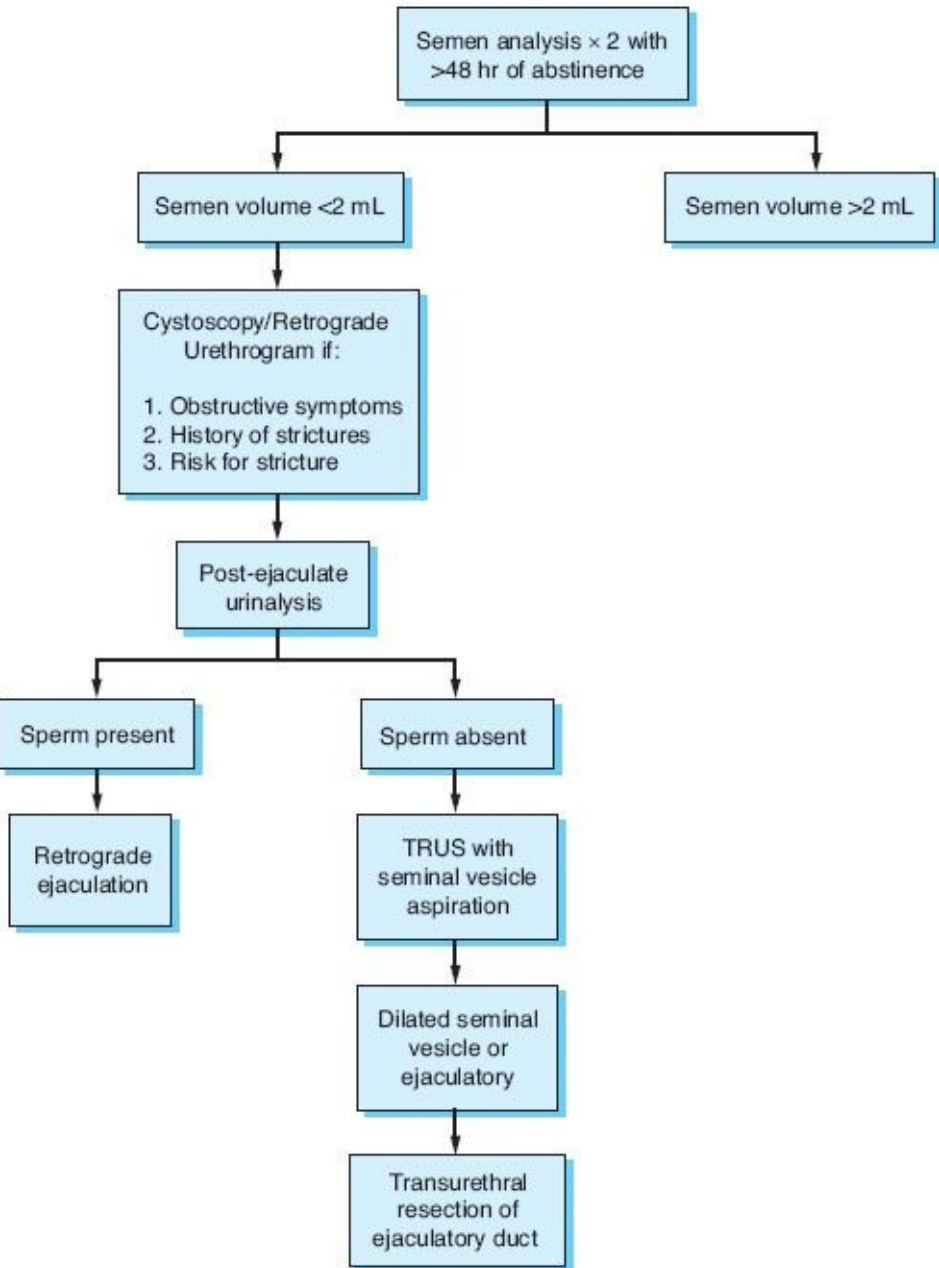 Semen analysis × 2 with
>48 hr of abstinence
Semen volume <2 mL
Semen volume >2 mL
Cystoscopy/Retrograde
Urethrogram if:
1. Obstructive symptoms
2. History of strictures
3. Risk for stricture
Post-ejaculate
urinalysis
Sperm present
Sperm absent
Retrograde
ejaculation
TRUS with
seminal vesicle
aspiration
Dilated seminal
vesicle or
ejaculatory
Transurethral
resection of
ejaculatory duct